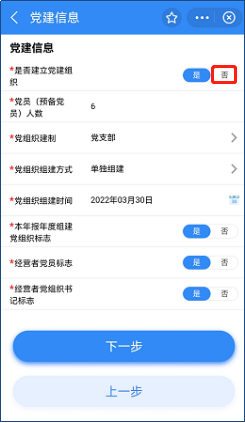 党建信息
党建信息
*是否建立党建组
织
是 否
*党员（预备党
员）人数
6
*党组织建制
党支部
*党组织组建方式
单独组建
*党组织组建时间
2022年03月30日
*本年报年度组建
党组织标志
是 否
*经营者党员标志
是 否
*经营者党组织书
记标志
是 否
下一步
上一步